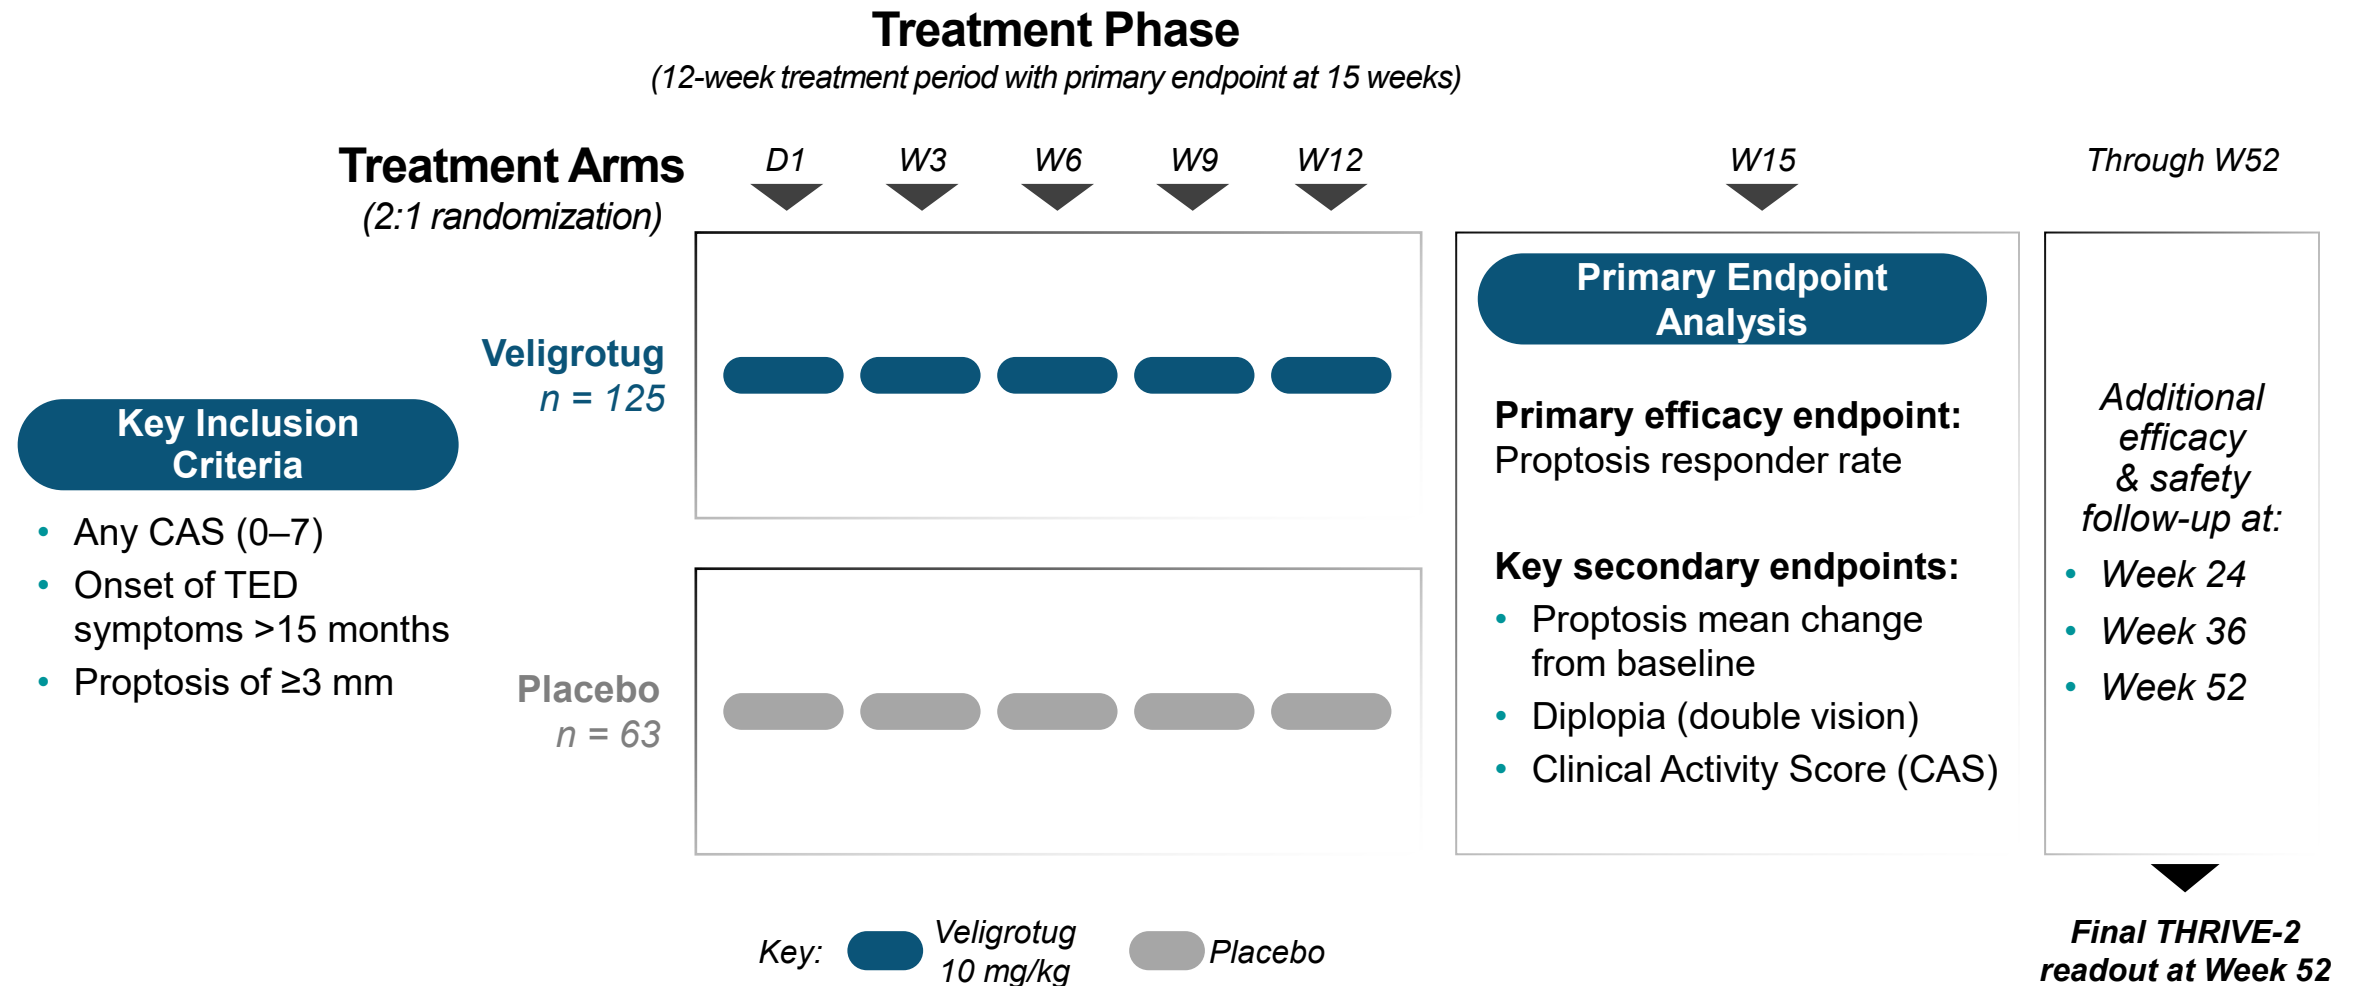 Treatment Phase
(12-week treatment period with primary endpoint at 15 weeks)
Treatment Arms
(2:1 randomization)
D1
W3
W6
W9
W12
W15
Through W52
Key Inclusion
Criteria
• Any CAS (0–7)
• Onset of TED
symptoms >15 months
• Proptosis of ≥3 mm
Veligrotug
n = 125
Placebo
n = 63
Primary Endpoint
Analysis
Primary efficacy endpoint:
Proptosis responder rate
Key secondary endpoints:
• Proptosis mean change
from baseline
• Diplopia (double vision)
• Clinical Activity Score (CAS)
Additional
efficacy
& safety
follow-up at:
• Week 24
• Week 36
• Week 52
Final THRIVE-2
readout at Week 52
Key:
Veligrotug
10 mg/kg
Placebo